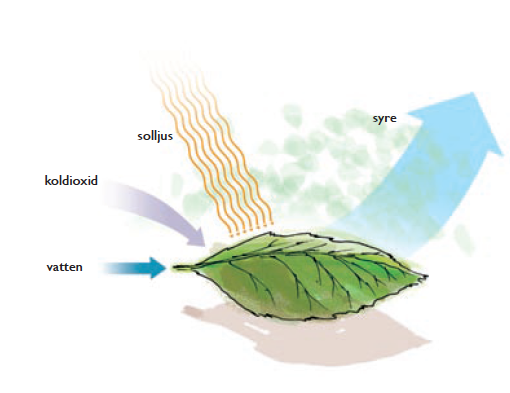 syre
solljus
koldioxid
vatten